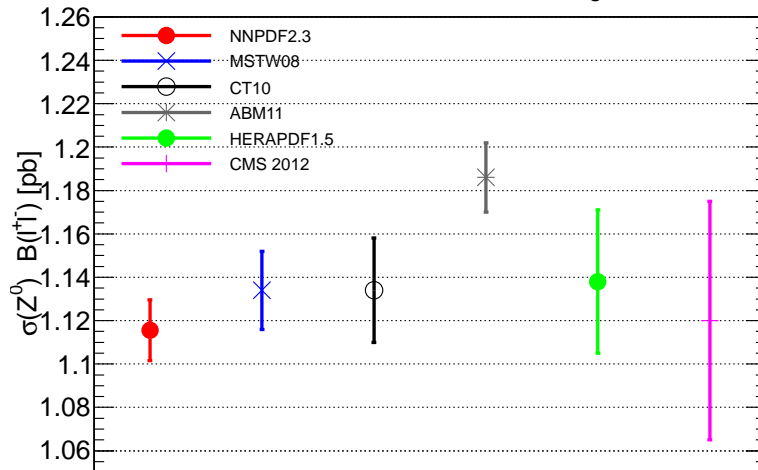 1.26
1.24
1.22
1.2
1.18
1.16
1.14
1.12
1.1
1.08
1.06
σ(Z⁰) B(l⁺l⁻) [pb]
NNPDF2.3
MSTW08
CT10
ABM11
HERAPDF1.5
CMS 2012